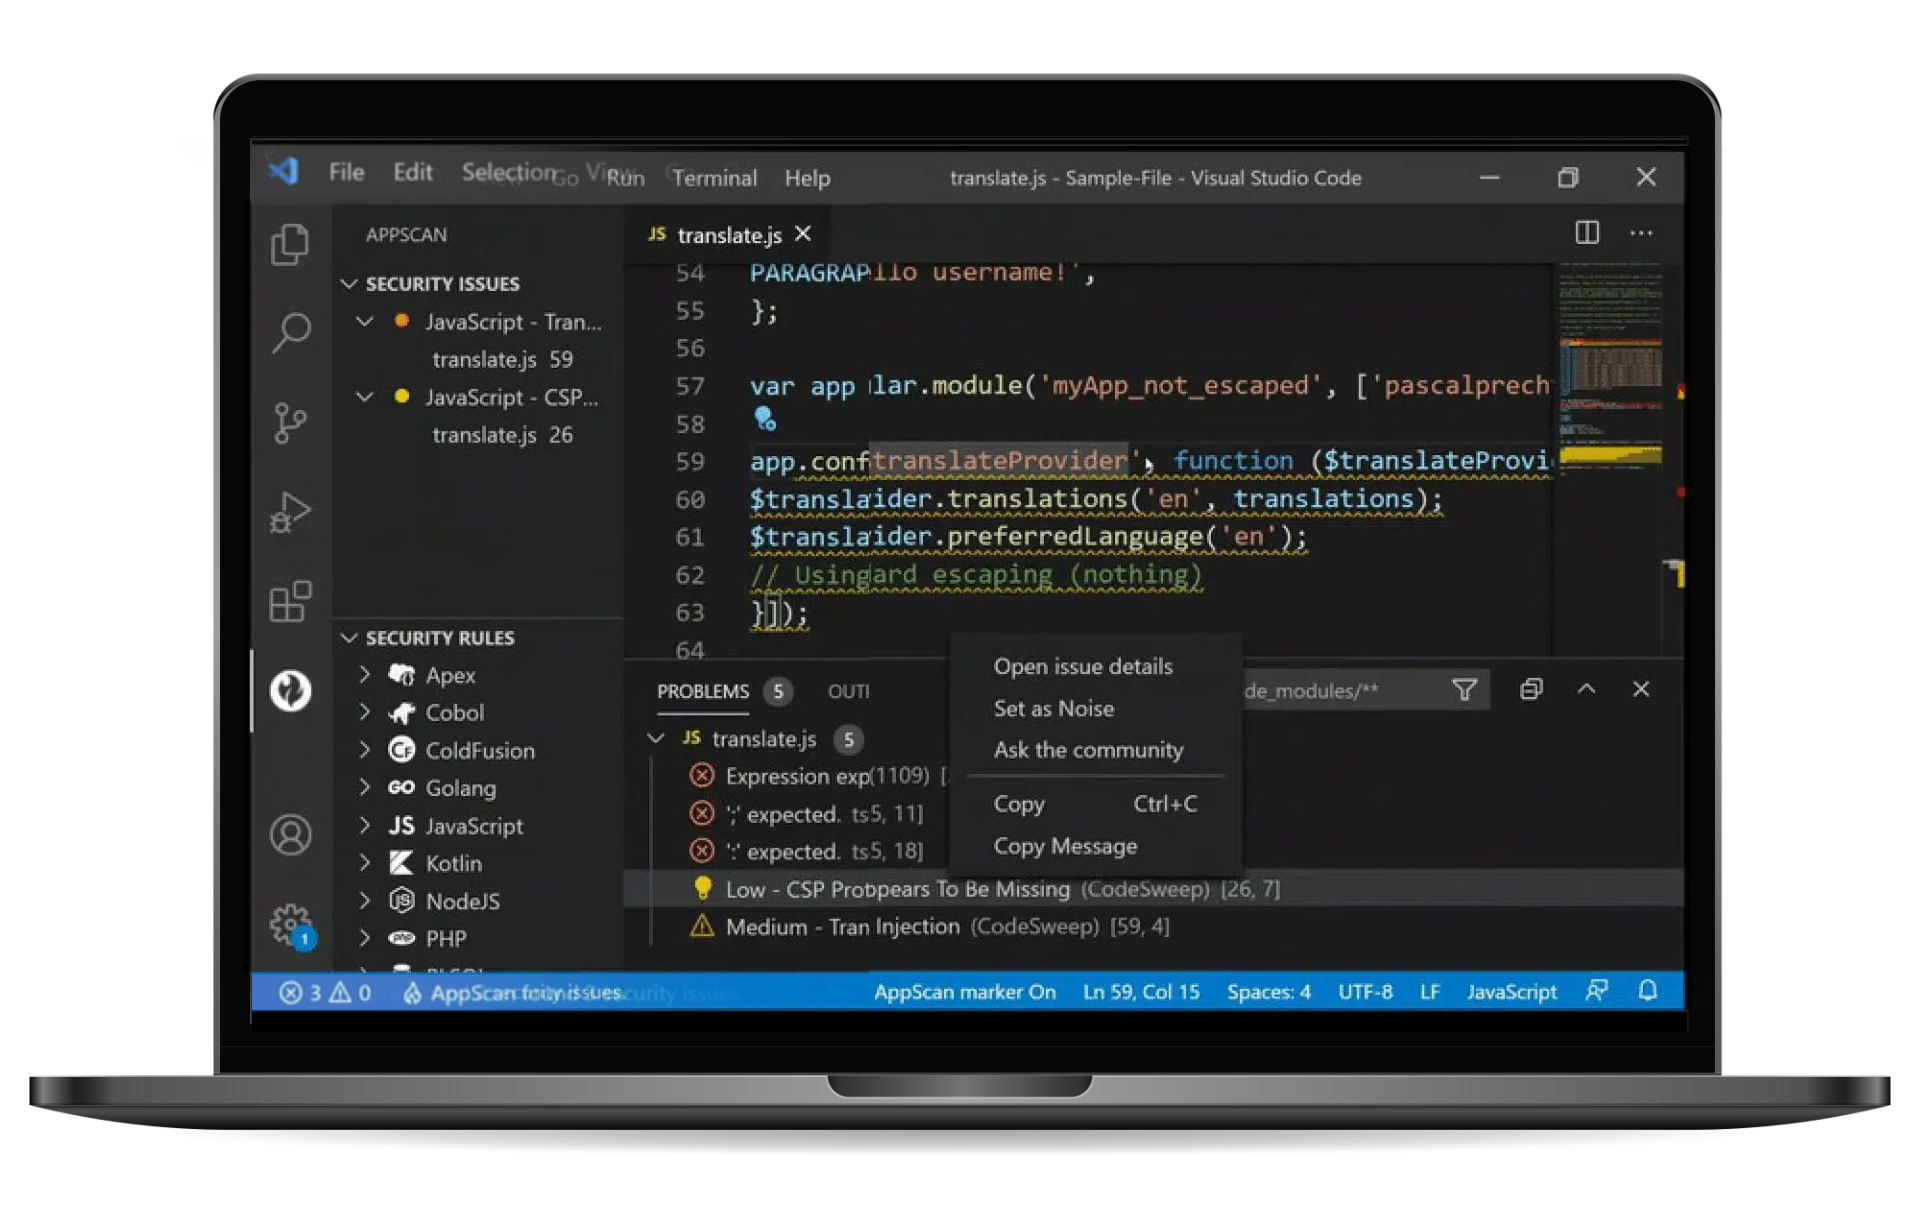 File Edit Selection Run Terminal Help
translate.js - Sample-File - Visual Studio Code
APPSCAN
SECURITY ISSUES
JavaScript - Tran...
translate.js 59
JavaScript - CSP...
translate.js 26
SECURITY RULES
Apex
Cobol
CF ColdFusion
GO Golang
JS JavaScript
Kotlin
JS NodeJS
php PHP
1
JS translate.js
54 PARAGRAPllo username!',
55 };
56
57 var app lar.module('myApp_not_escaped', ['pascalprech
58
59 app.conftranslateProvider', function ($translateProvi
60 $translaider.translations('en', translations);
61 $translaider.preferredLanguage('en');
62 // Usingard escaping (nothing)
63 }]);
64
PROBLEMS 5 OUTI
de_modules/**
JS translate.js 5
Expression exp(1109) [
';' expected. ts5, 11]
':' expected. ts5, 18]
Low - CSP Protpears To Be Missing (CodeSweep) [26, 7]
Medium - Tran Injection (CodeSweep) [59, 4]
Open issue details
Set as Noise
Ask the community
Copy Ctrl+C
Copy Message
3 0 AppScan issues.
AppScan marker On Ln 59, Col 15 Spaces: 4 UTF-8 LF JavaScript